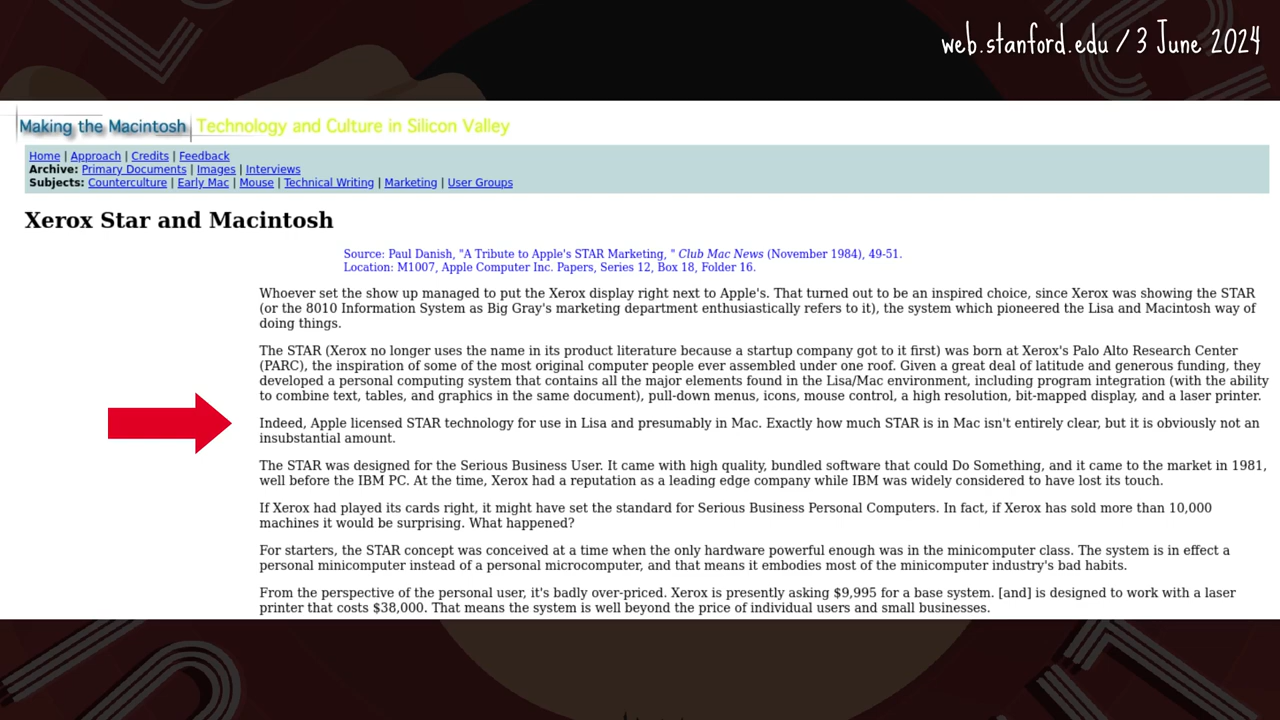 web.stanford.edu / 3 June 2024
Making the Macintosh Technology and Culture in Silicon Valley
Home | Approach | Credits | Feedback
Archive: Primary Documents | Images | Interviews
Subjects: Counterculture | Early Mac | Mouse | Technical Writing | Marketing | User Groups
Xerox Star and Macintosh
Source: Paul Danish, "A Tribute to Apple's STAR Marketing, " Club Mac News (November 1984), 49-51.
Location: M1007, Apple Computer Inc. Papers, Series 12, Box 18, Folder 16.
Whoever set the show up managed to put the Xerox display right next to Apple's. That turned out to be an inspired choice, since Xerox was showing the STAR
(or the 8010 Information System as Big Gray's marketing department enthusiastically refers to it), the system which pioneered the Lisa and Macintosh way of
doing things.
The STAR (Xerox no longer uses the name in its product literature because a startup company got to it first) was born at Xerox's Palo Alto Research Center
(PARC), the inspiration of some of the most original computer people ever assembled under one roof. Given a great deal of latitude and generous funding, they
developed a personal computing system that contains all the major elements found in the Lisa/Mac environment, including program integration (with the ability
to combine text, tables, and graphics in the same document), pull-down menus, icons, mouse control, a high resolution, bit-mapped display, and a laser printer.
Indeed, Apple licensed STAR technology for use in Lisa and presumably in Mac. Exactly how much STAR is in Mac isn't entirely clear, but it is obviously not an
insubstantial amount.
The STAR was designed for the Serious Business User. It came with high quality, bundled software that could Do Something, and it came to the market in 1981,
well before the IBM PC. At the time, Xerox had a reputation as a leading edge company while IBM was widely considered to have lost its touch.
If Xerox had played its cards right, it might have set the standard for Serious Business Personal Computers. In fact, if Xerox has sold more than 10,000
machines it would be surprising. What happened?
For starters, the STAR concept was conceived at a time when the only hardware powerful enough was in the minicomputer class. The system is in effect a
personal minicomputer instead of a personal microcomputer, and that means it embodies most of the minicomputer industry's bad habits.
From the perspective of the personal user, it's badly over-priced. Xerox is presently asking $9,995 for a base system. [and] is designed to work with a laser
printer that costs $38,000. That means the system is well beyond the price of individual users and small businesses.